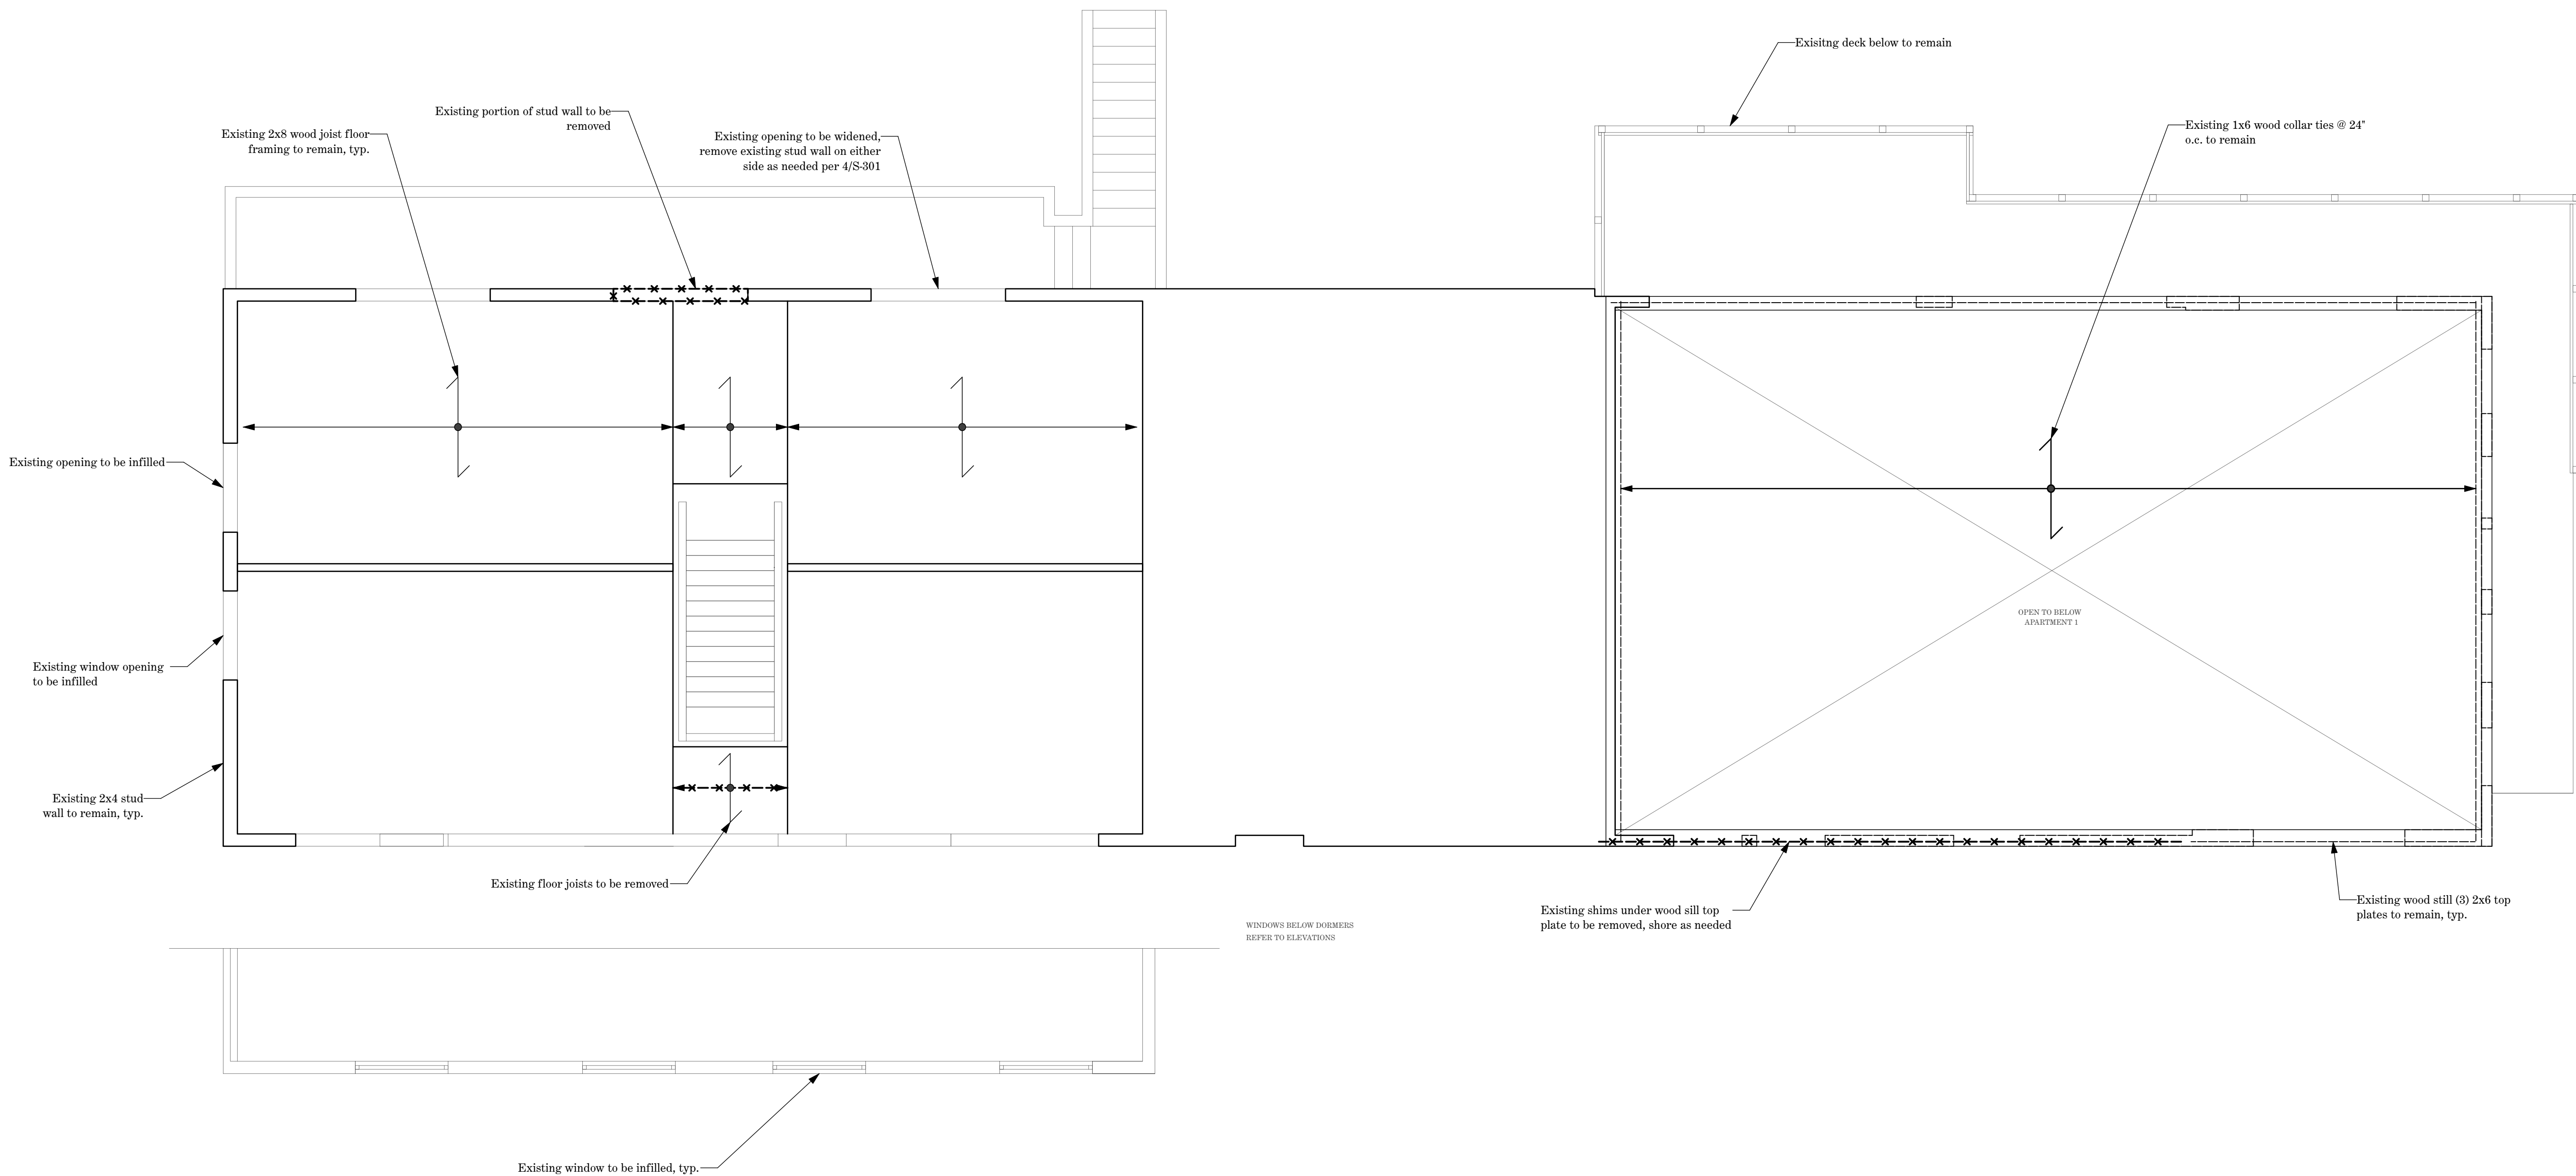 Exisitng deck below to remain
Existing portion of stud wall to be
removed
Existing 2x8 wood joist floor
framing to remain, typ.
Existing opening to be widened,
remove existing stud wall on either
side as needed per 4/S-301
Existing 1x6 wood collar ties @ 24"
o.c. to remain
Existing opening to be infilled
OPEN TO BELOW
APARTMENT 1
Existing window opening
to be infilled
Existing 2x4 stud
wall to remain, typ.
Existing floor joists to be removed
WINDOWS BELOW DORMERS
REFER TO ELEVATIONS
Existing shims under wood sill top
plate to be removed, shore as needed
Existing wood still (3) 2x6 top
plates to remain, typ.
Existing window to be infilled, typ.